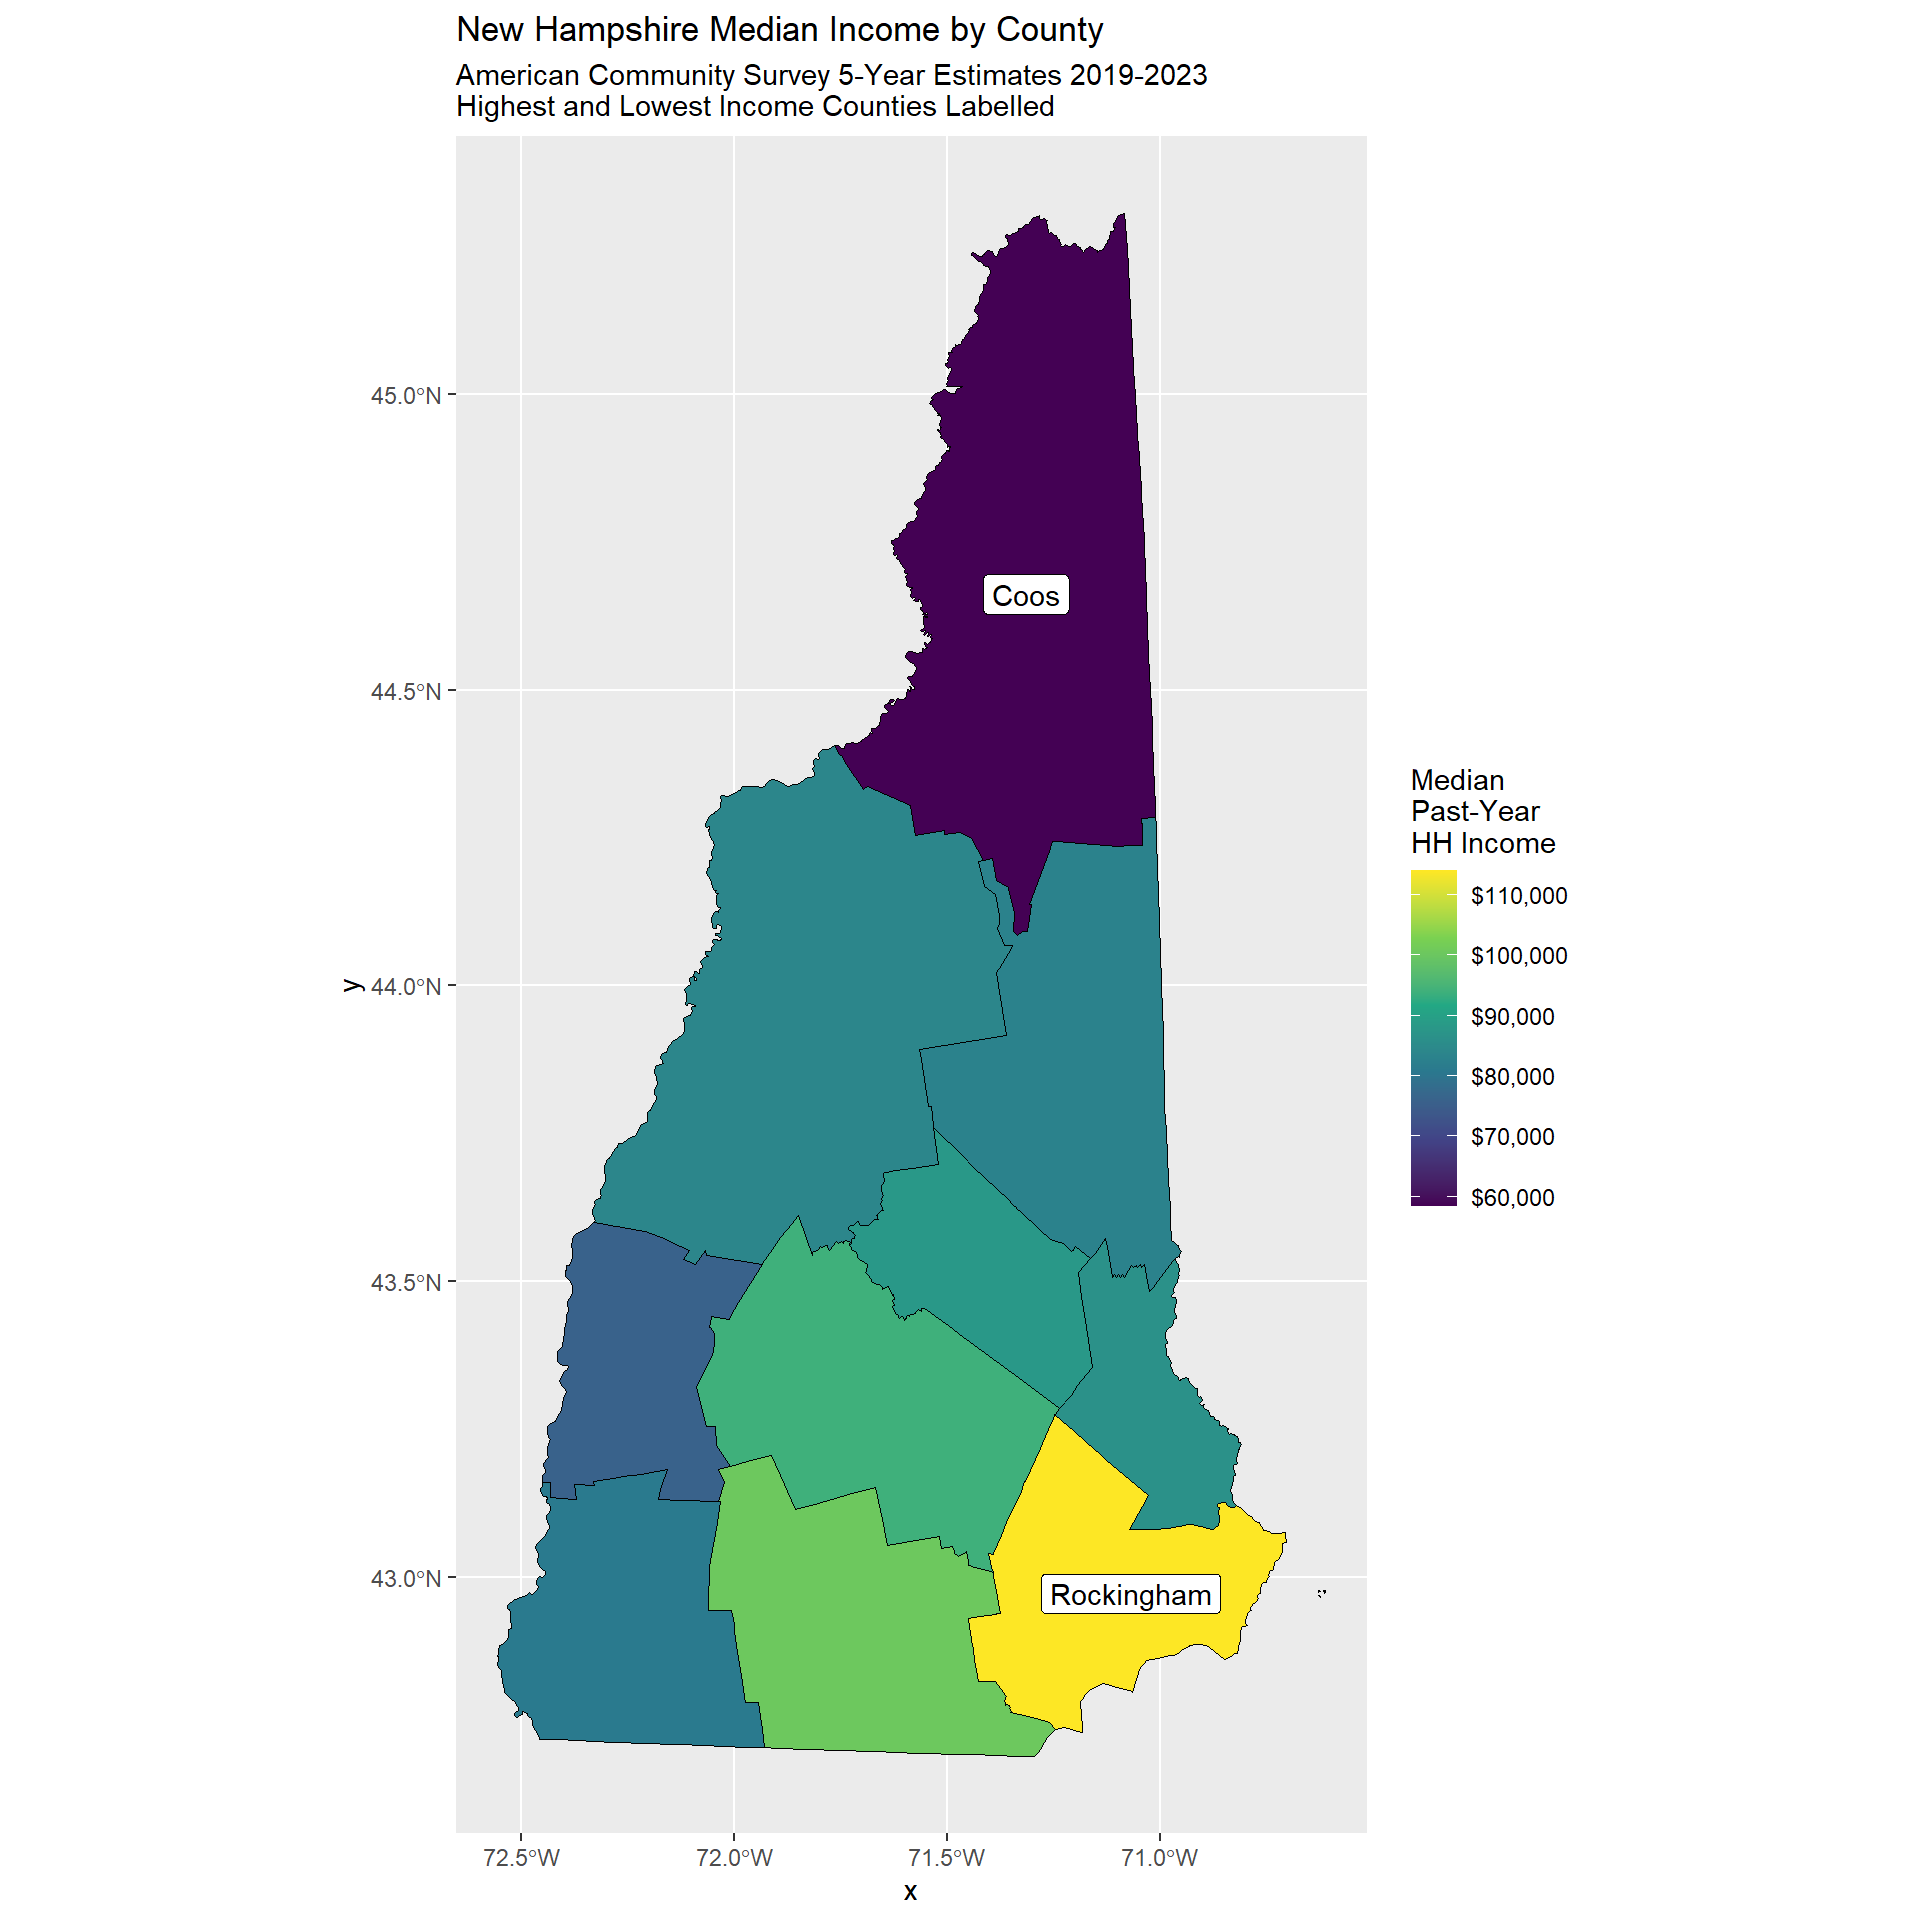 New Hampshire Median Income by County
American Community Survey 5-Year Estimates 2019-2023
Highest and Lowest Income Counties Labelled
45.0°N
44.5°N
44.0°N
43.5°N
43.0°N
y
Coos
Rockingham
72.5°W
72.0°W
71.5°W
71.0°W
x
Median
Past-Year
HH Income
$110,000
$100,000
$90,000
$80,000
$70,000
$60,000